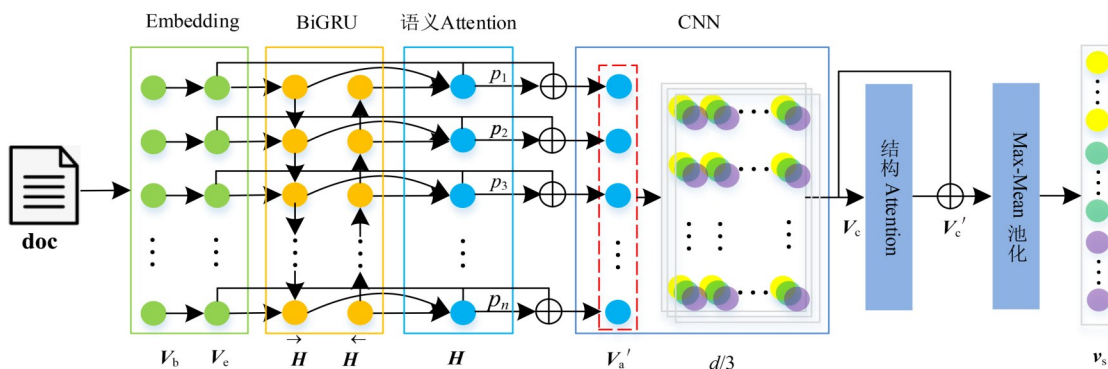 Embedding BiGRU 语义Attention CNN
p1
p2
p3
pn
doc
结构 Attention
Max-Mean 池化
Vc Vc′
Vb Ve H→ H← H Va′ d/3 vs